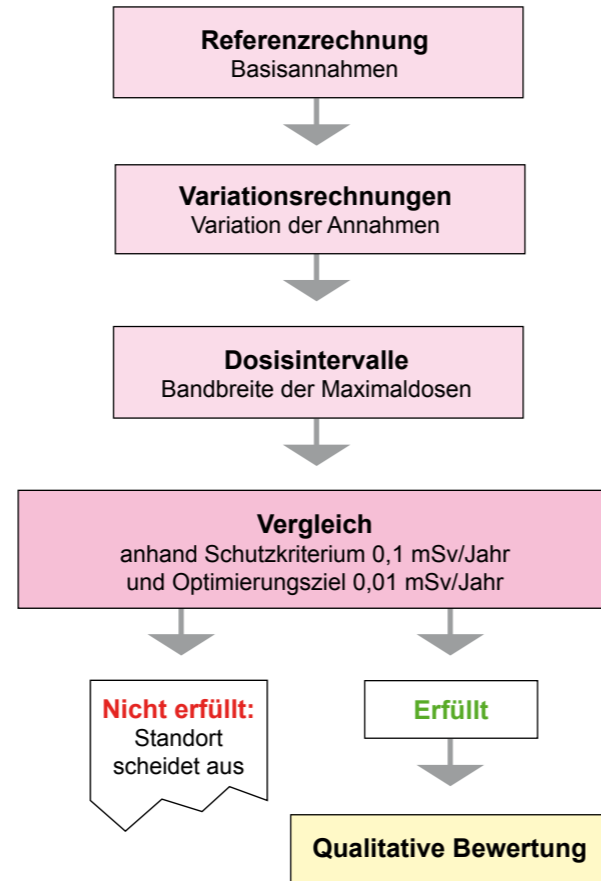 Referenzrechnung
Basisannahmen
Variationsrechnungen
Variation der Annahmen
Dosisintervalle
Bandbreite der Maximaldosen
Vergleich
anhand Schutzkriterium 0,1 mSv/Jahr
und Optimierungsziel 0,01 mSv/Jahr
Nicht erfüllt:
Standort
scheidet aus
Erfüllt
Qualitative Bewertung